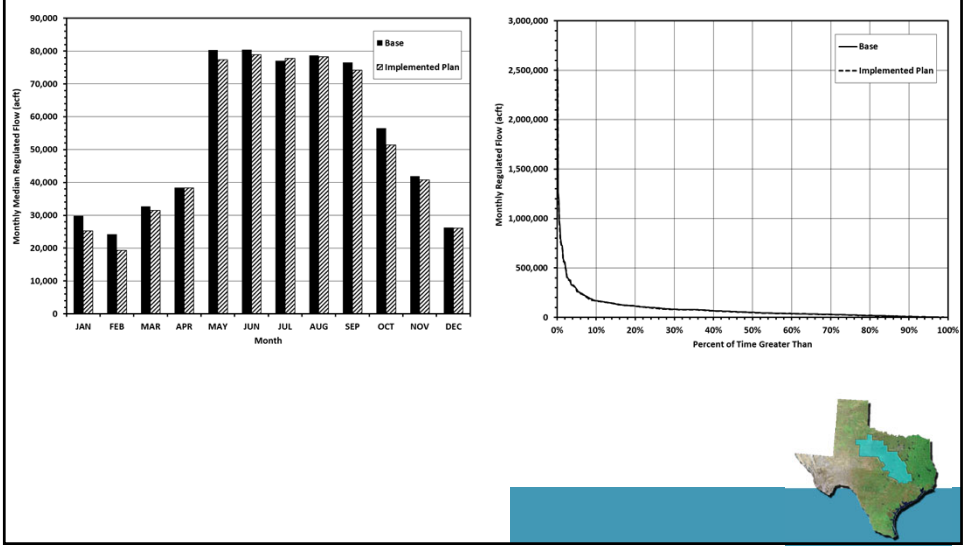 90,000
80,000
70,000
60,000
50,000
40,000
30,000
20,000
10,000
0
Monthly Median Regulated Flow (acft)
Base
Implemented Plan
JAN FEB MAR APR MAY JUN JUL AUG SEP OCT NOV DEC
Month
3,000,000
2,500,000
2,000,000
1,500,000
1,000,000
500,000
0
Monthly Regulated Flow (acft)
Base
Implemented Plan
0% 10% 20% 30% 40% 50% 60% 70% 80% 90% 100%
Percent of Time Greater Than